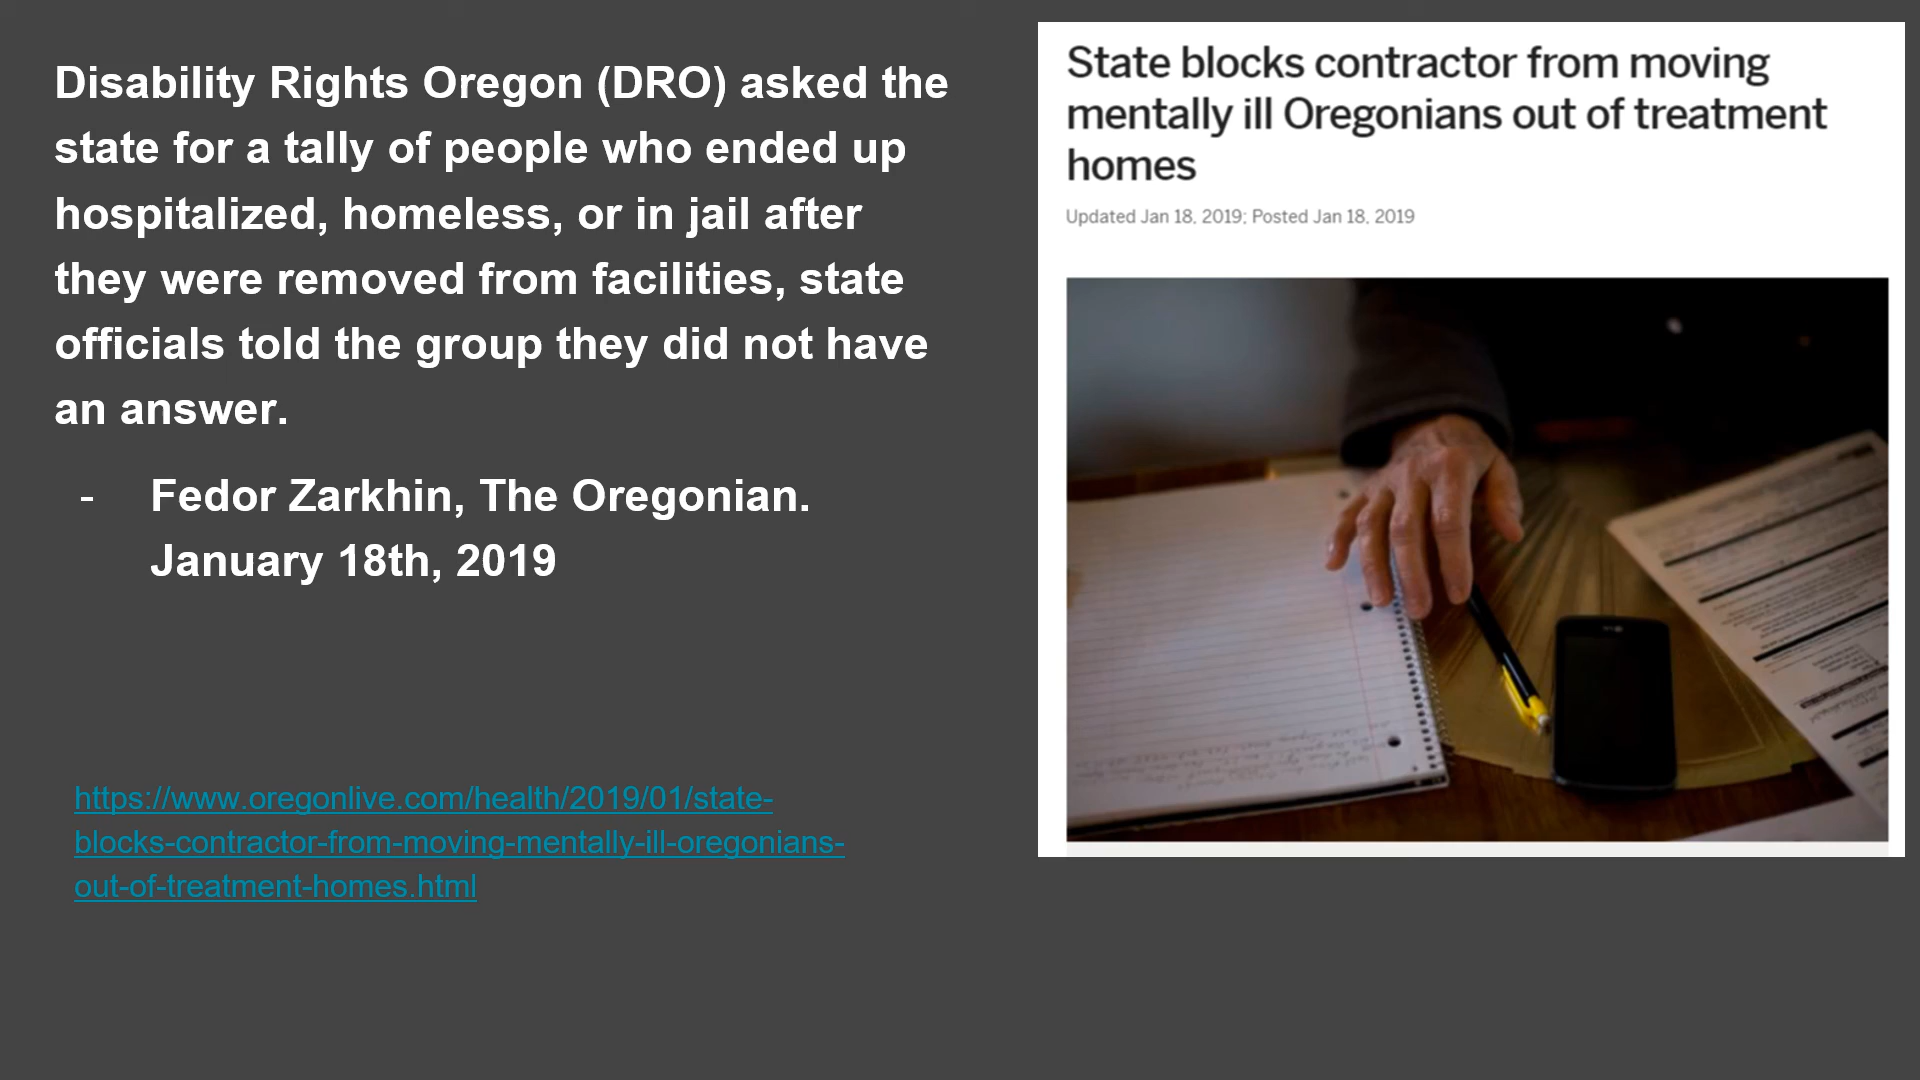 Disability Rights Oregon (DRO) asked the
state for a tally of people who ended up
hospitalized, homeless, or in jail after
they were removed from facilities, state
officials told the group they did not have
an answer.
- Fedor Zarkhin, The Oregonian.
January 18th, 2019
https://www.oregonlive.com/health/2019/01/state-
blocks-contractor-from-moving-mentally-ill-oregonians-
out-of-treatment-homes.html
State blocks contractor from moving
mentally ill Oregonians out of treatment
homes
Updated Jan 18, 2019; Posted Jan 18, 2019